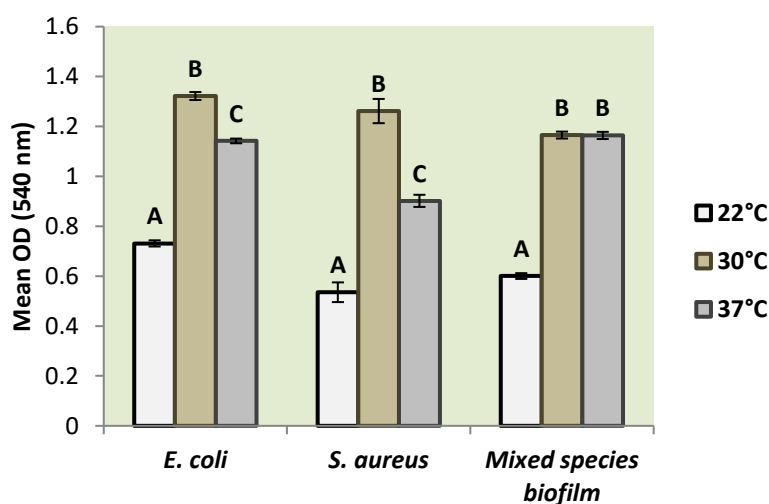 1.6
1.4
1.2
1
0.8
0.6
0.4
0.2
0
Mean OD (540 nm)
A
B
C
A
B
C
A
B
B
E. coli
S. aureus
Mixed species
biofilm
22°C
30°C
37°C